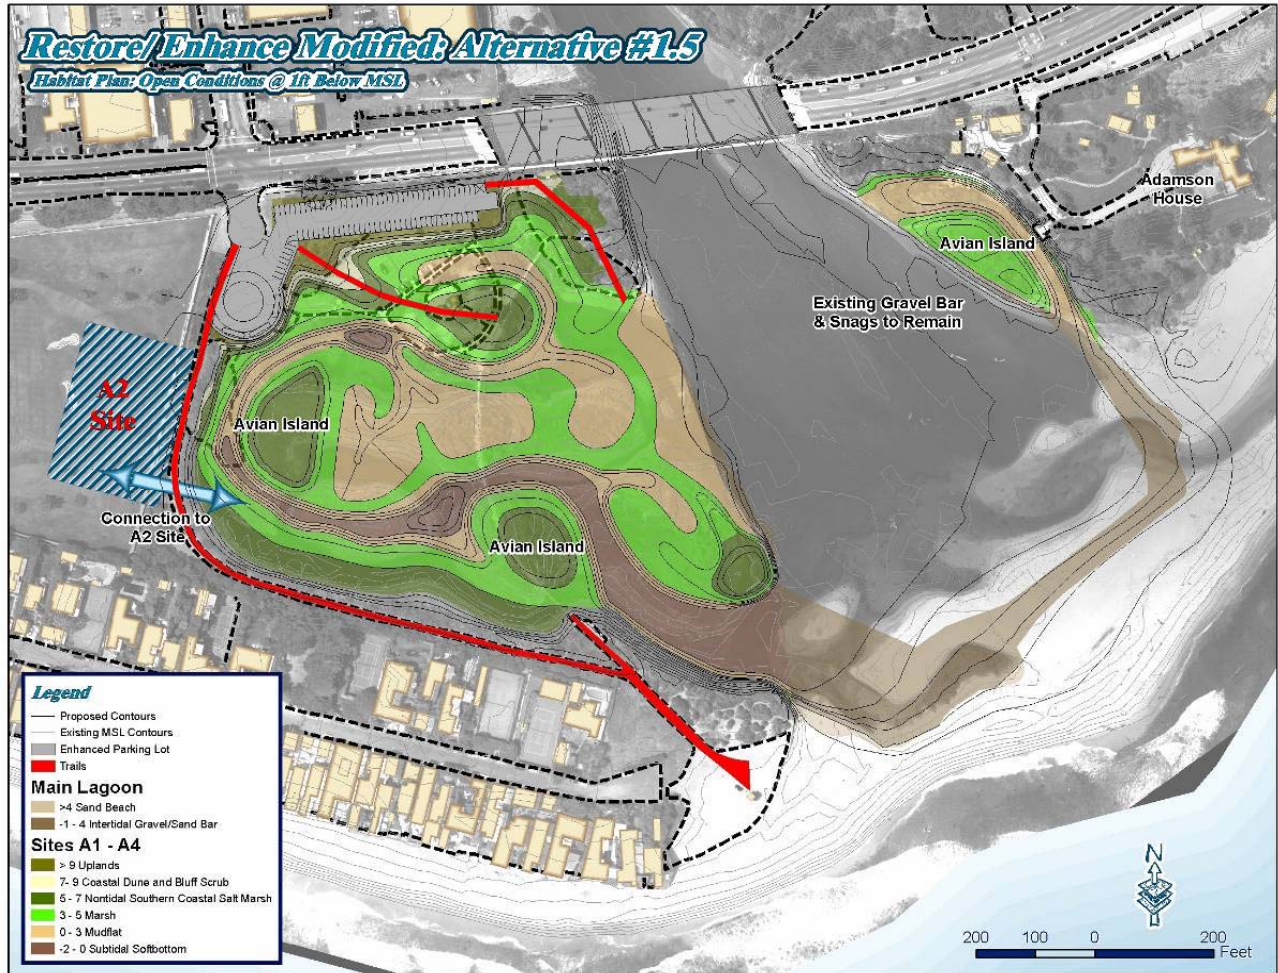 Restore/ Enhance Modified: Alternative #1.5
Habitat Plan: Open Conditions @ 1ft Below MSL
Adamson
House
Avian Island
Existing Gravel Bar
& Snags to Remain
A2
Site
Avian Island
Connection to
A2 Site
Avian Island
Legend
Proposed Contours
Existing MSL Contours
Enhanced Parking Lot
Trails
Main Lagoon
>4 Sand Beach
-1 - 4 Intertidal Gravel/Sand Bar
Sites A1 - A4
> 9 Uplands
7- 9 Coastal Dune and Bluff Scrub
5 - 7 Nontidal Southern Coastal Salt Marsh
3 - 5 Marsh
0 - 3 Mudflat
-2 - 0 Subtidal Softbottom
N
200 100 0 200
Feet